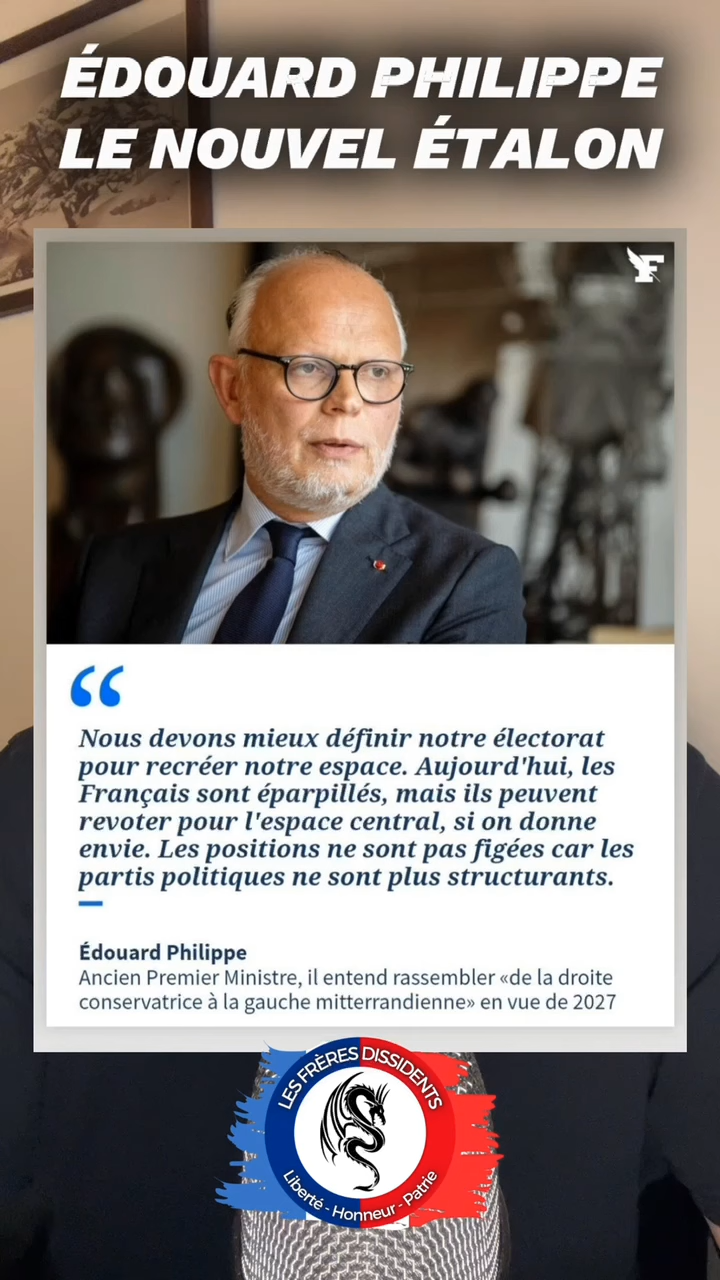 ÉDOUARD PHILIPPE
LE NOUVEL ÉTALON
F
“
Nous devons mieux définir notre électorat
pour recréer notre espace. Aujourd'hui, les
Français sont éparpillés, mais ils peuvent
revoter pour l'espace central, si on donne
envie. Les positions ne sont pas figées car les
partis politiques ne sont plus structurants.
Édouard Philippe
Ancien Premier Ministre, il entend rassembler «de la droite
conservatrice à la gauche mitterrandienne» en vue de 2027
LES FRÈRES DISSIDENTS
Liberté - Honneur - Patrie